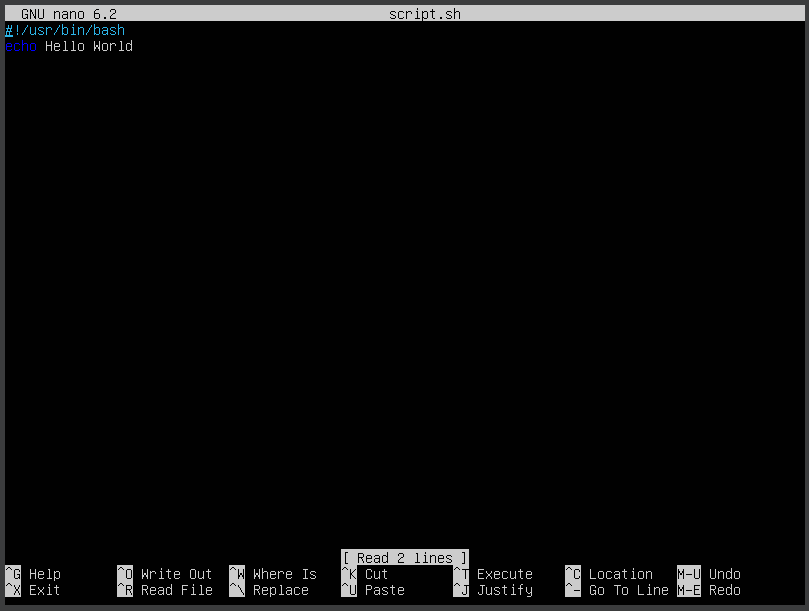 GNU nano 6.2 script.sh
#!/usr/bin/bash
echo Hello World
[ Read 2 lines ]
^G Help ^O Write Out ^W Where Is ^K Cut ^T Execute ^C Location M-U Undo
^X Exit ^R Read File ^\ Replace ^U Paste ^J Justify ^- Go To Line M-E Redo